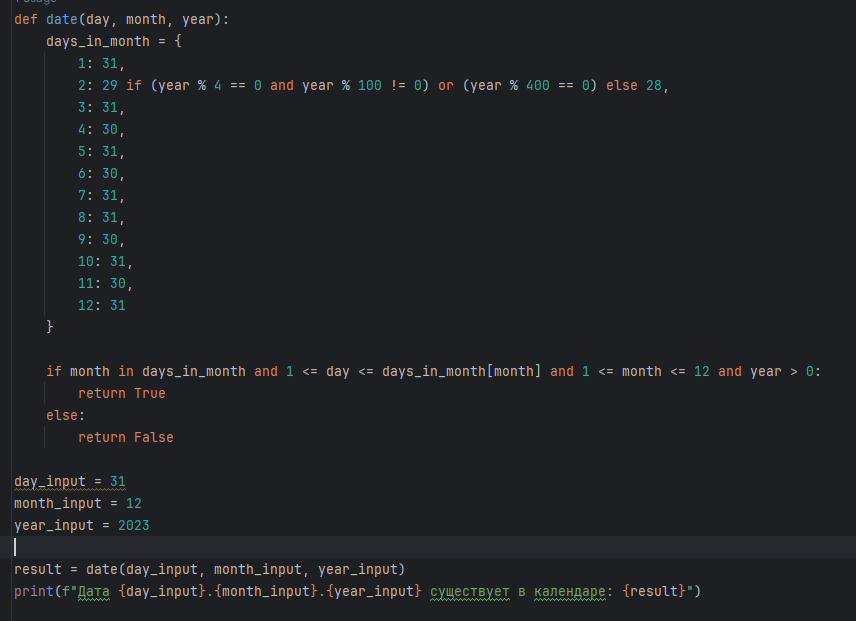 def date(day, month, year):
    days_in_month = {
        1: 31,
        2: 29 if (year % 4 == 0 and year % 100 != 0) or (year % 400 == 0) else 28,
        3: 31,
        4: 30,
        5: 31,
        6: 30,
        7: 31,
        8: 31,
        9: 30,
        10: 31,
        11: 30,
        12: 31
    }

    if month in days_in_month and 1 <= day <= days_in_month[month] and 1 <= month <= 12 and year > 0:
        return True
    else:
        return False

day_input = 31
month_input = 12
year_input = 2023

result = date(day_input, month_input, year_input)
print(f"Дата {day_input}.{month_input}.{year_input} существует в календаре: {result}")